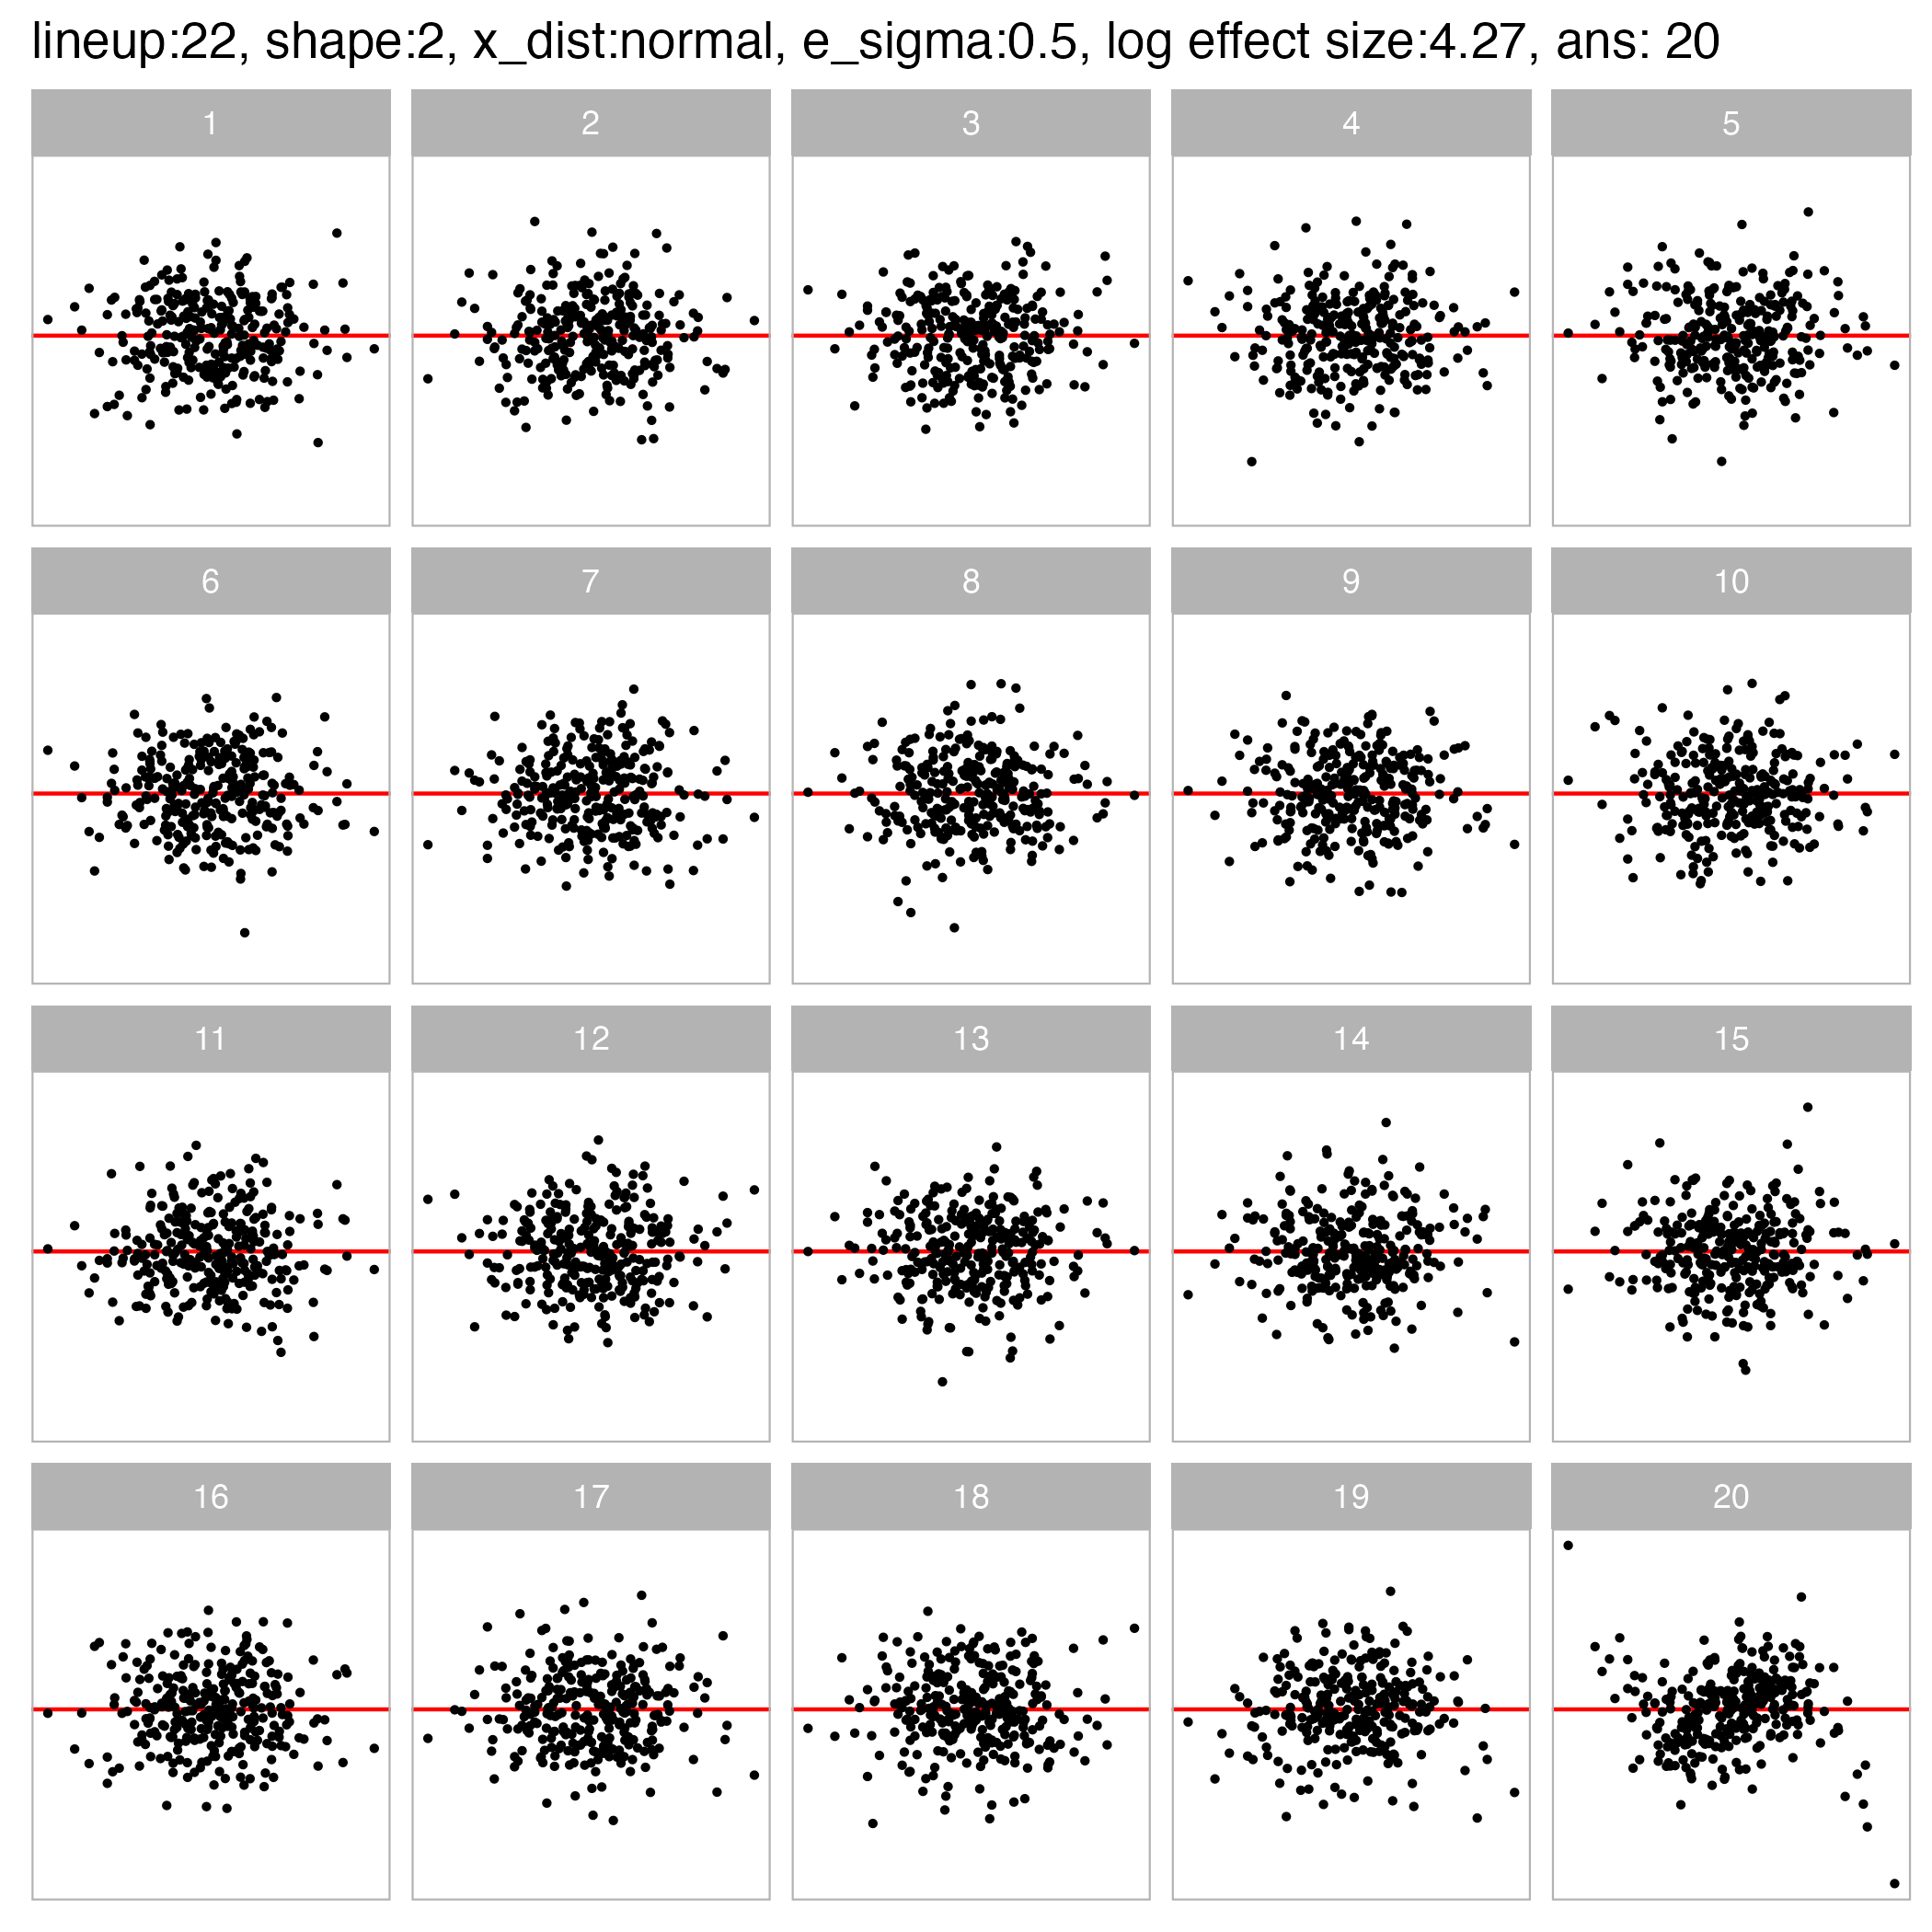 lineup:22, shape:2, x_dist:normal, e_sigma:0.5, log effect size:4.27, ans: 20
1 2 3 4 5
6 7 8 9 10
11 12 13 14 15
16 17 18 19 20